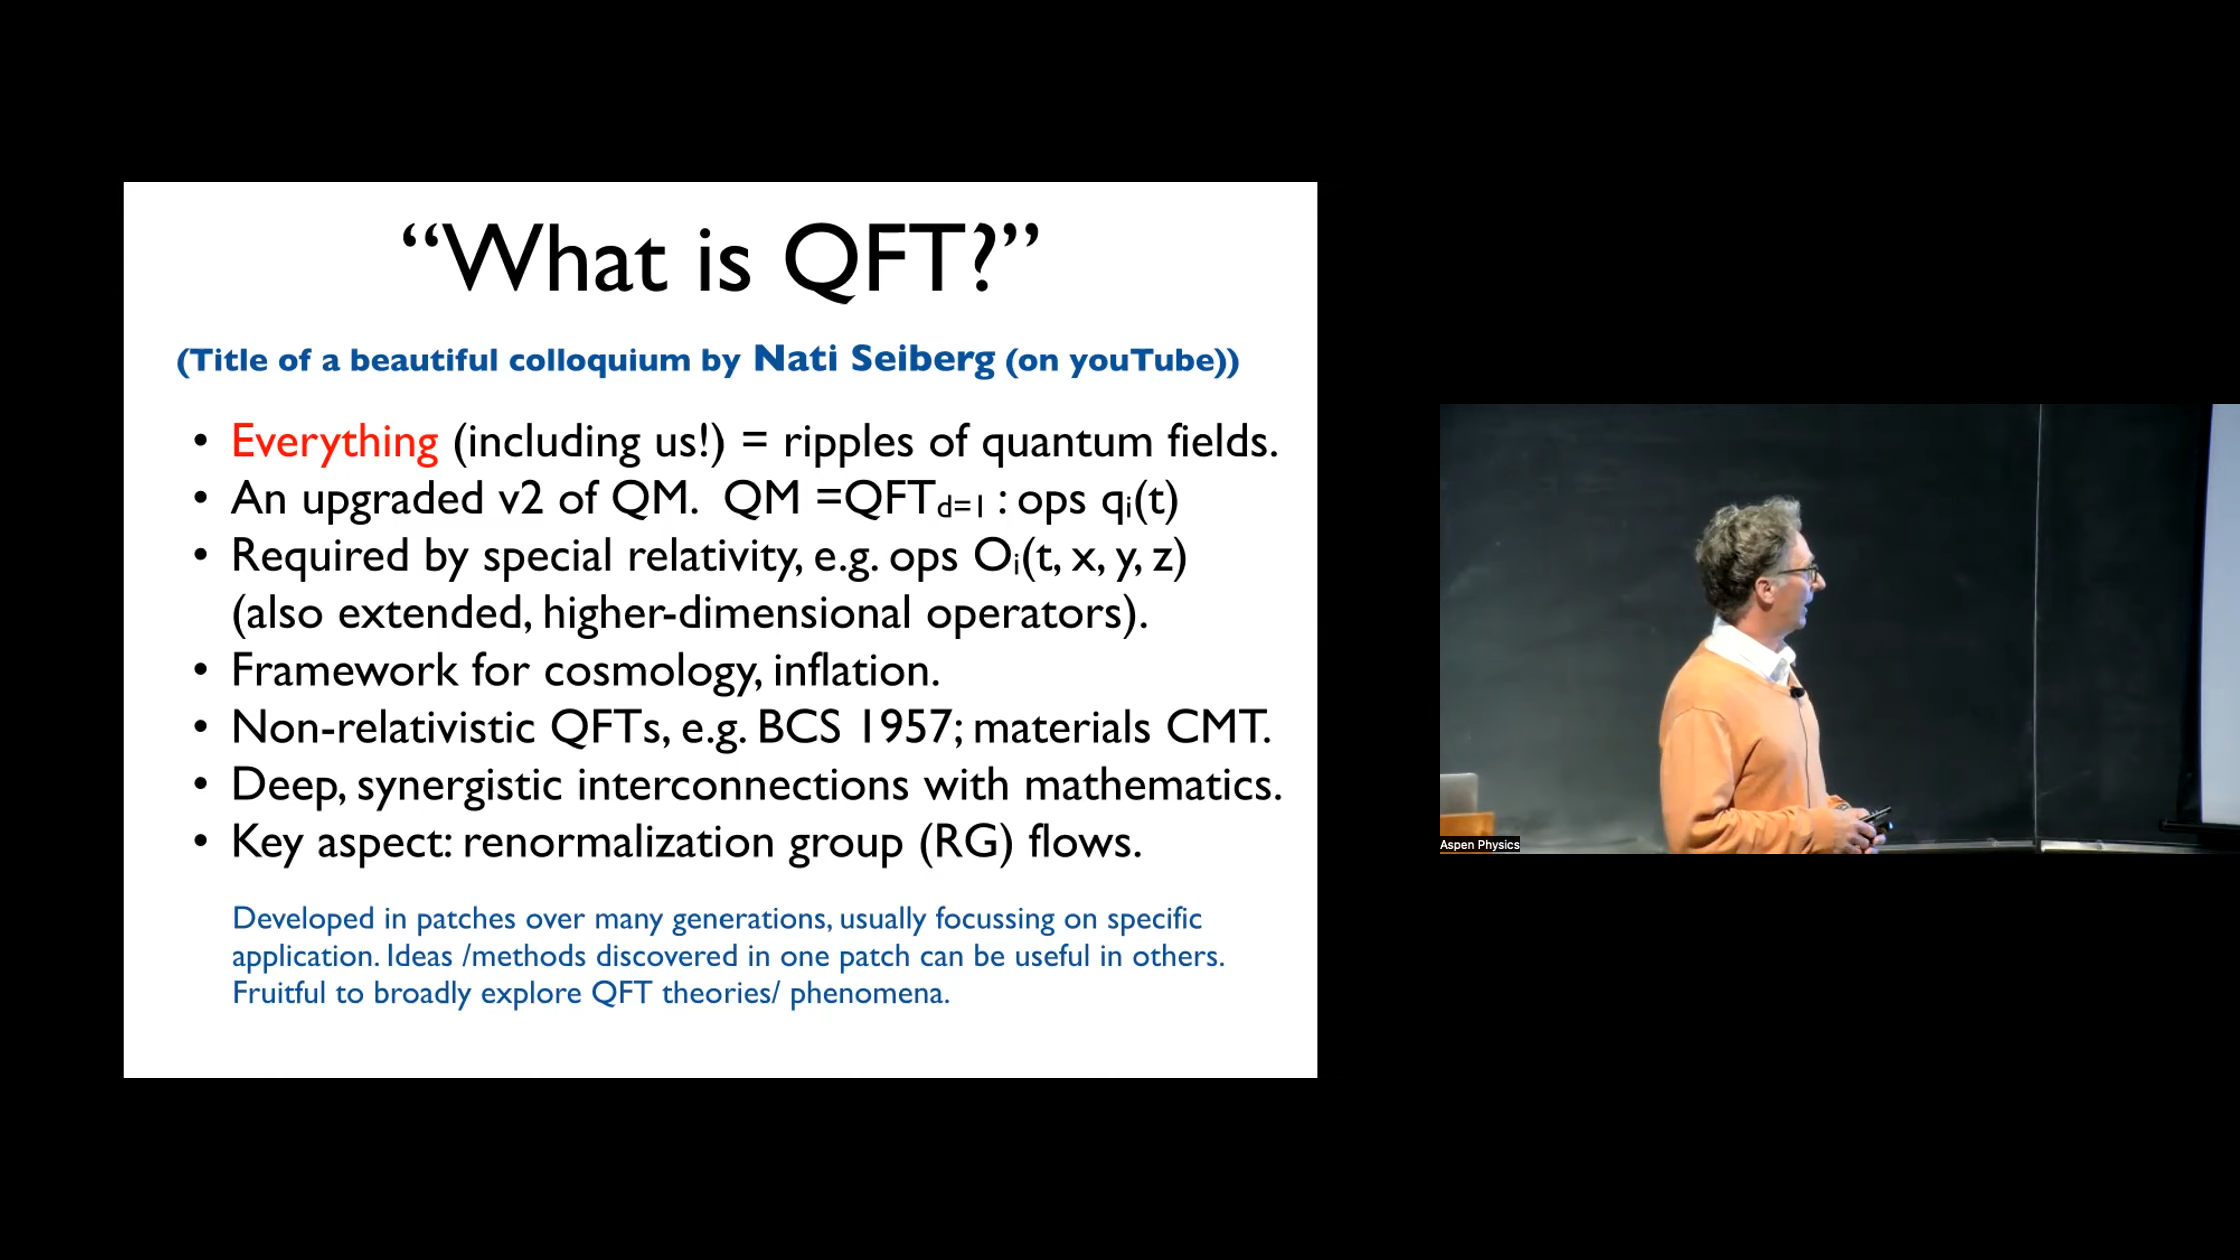 “What is QFT?”
(Title of a beautiful colloquium by Nati Seiberg (on youTube))
• Everything (including us!) = ripples of quantum fields.
• An upgraded v2 of QM. QM =QFTd=1 : ops qi(t)
• Required by special relativity, e.g. ops Oi(t, x, y, z)
(also extended, higher-dimensional operators).
• Framework for cosmology, inflation.
• Non-relativistic QFTs, e.g. BCS 1957; materials CMT.
• Deep, synergistic interconnections with mathematics.
• Key aspect: renormalization group (RG) flows.
Developed in patches over many generations, usually focussing on specific
application. Ideas /methods discovered in one patch can be useful in others.
Fruitful to broadly explore QFT theories/ phenomena.
Aspen Physics